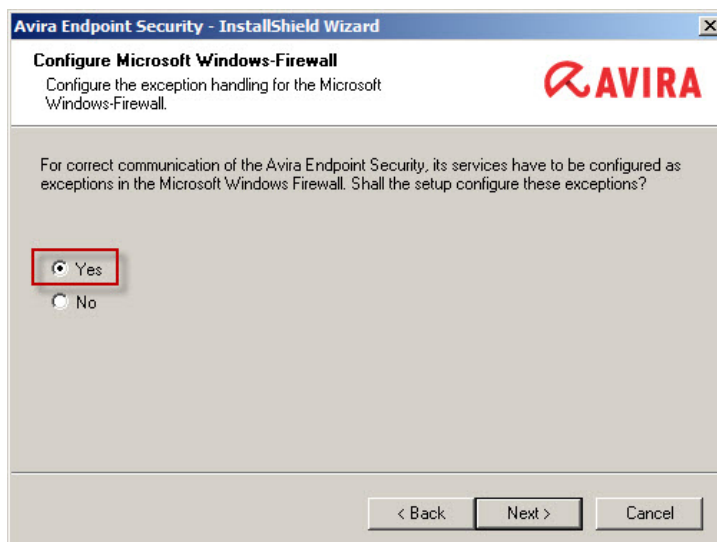 Avira Endpoint Security - InstallShield Wizard
Configure Microsoft Windows-Firewall
Configure the exception handling for the Microsoft
Windows-Firewall.
AVIRA
For correct communication of the Avira Endpoint Security, its services have to be configured as
exceptions in the Microsoft Windows Firewall. Shall the setup configure these exceptions?
Yes
No
< Back
Next >
Cancel